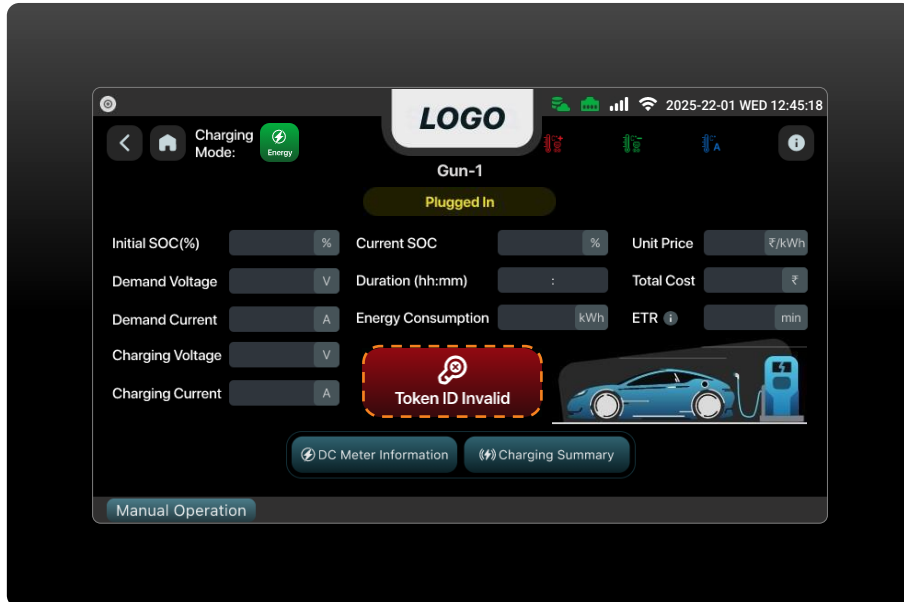 LOGO
2025-22-01 WED 12:45:18
Charging
Mode:
Energy
A
Gun-1
Plugged In
Initial SOC(%) %
Current SOC %
Unit Price ₹/kWh
Demand Voltage V
Duration (hh:mm) :
Total Cost ₹
Demand Current A
Energy Consumption kWh
ETR i min
Charging Voltage V
Charging Current A
Token ID Invalid
DC Meter Information
Charging Summary
Manual Operation